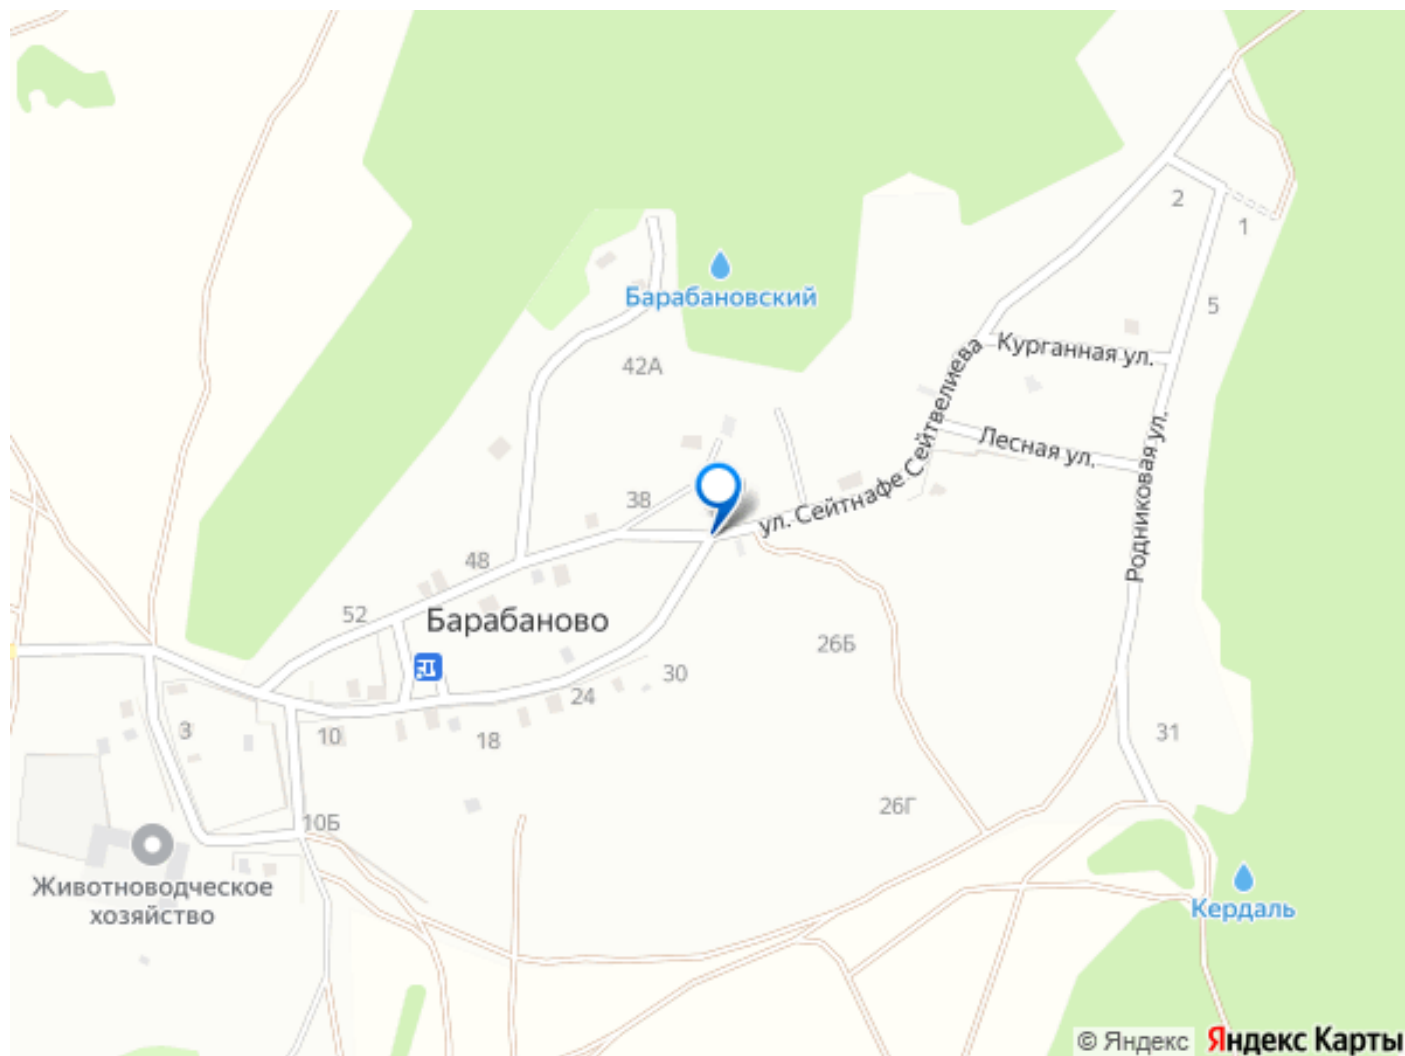 2
1
Барабановский
5
Курганная ул.
42А
Лесная ул.
ул. Сейтнафе Сейтвелиева
Родниковая ул.
38
48
52
Барабаново
26Б
30
24
3
10
18
31
26Г
10Б
Животноводческое
хозяйство
Кердаль
© Яндекс Яндекс Карты